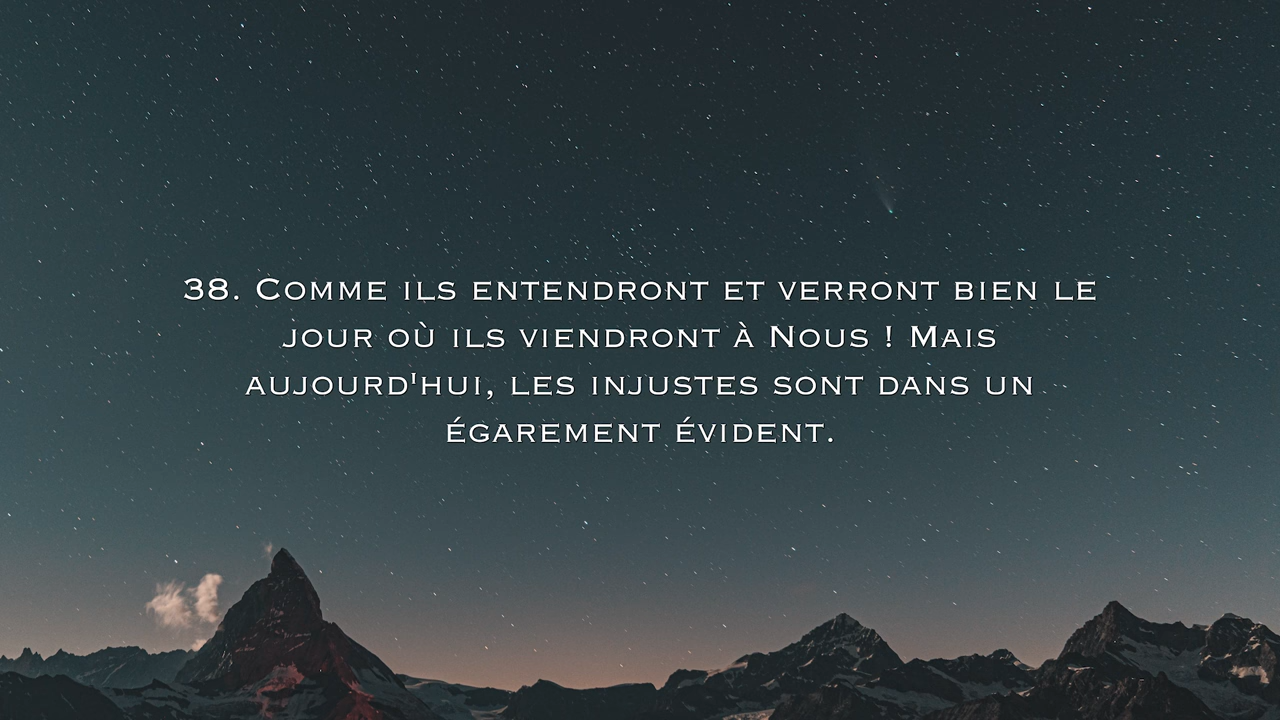 38. Comme ils entendront et verront bien le
jour où ils viendront à Nous ! Mais
aujourd'hui, les injustes sont dans un
égarement évident.